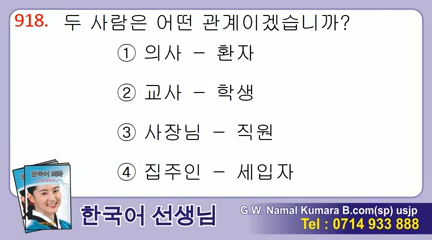 918. 두 사람은 어떤 관계이겠습니까?
① 의사 – 환자
② 교사 – 학생
③ 사장님 – 직원
④ 집주인 – 세입자
한국어 선생님
G.W. Namal Kumara B.com(sp) usjp
Tel : 0714 933 888